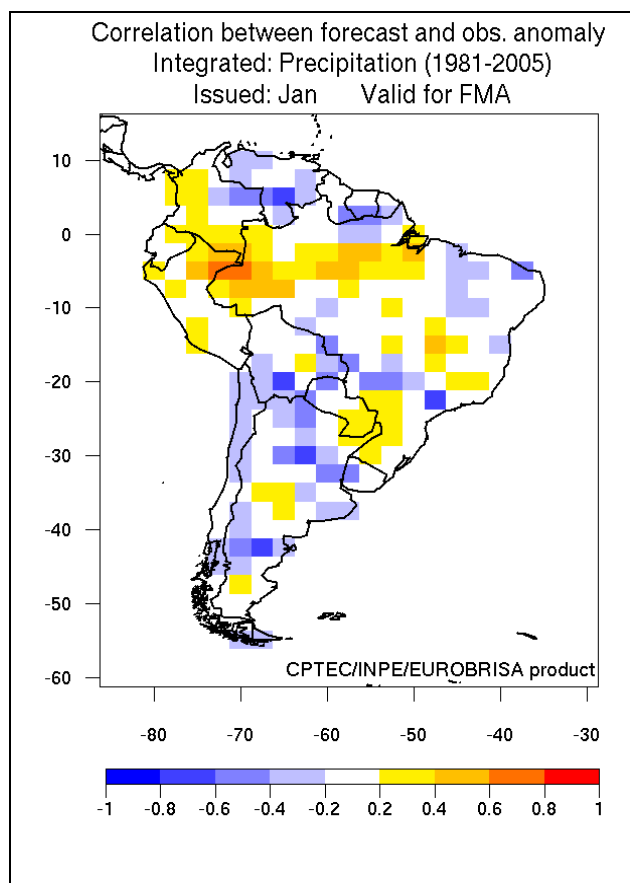 Correlation between forecast and obs. anomaly
Integrated: Precipitation (1981-2005)
Issued: Jan Valid for FMA
10
0
-10
-20
-30
-40
-50
-60
CPTEC/INPE/EUROBRISA product
-80 -70 -60 -50 -40 -30
-1 -0.8 -0.6 -0.4 -0.2 0.2 0.4 0.6 0.8 1